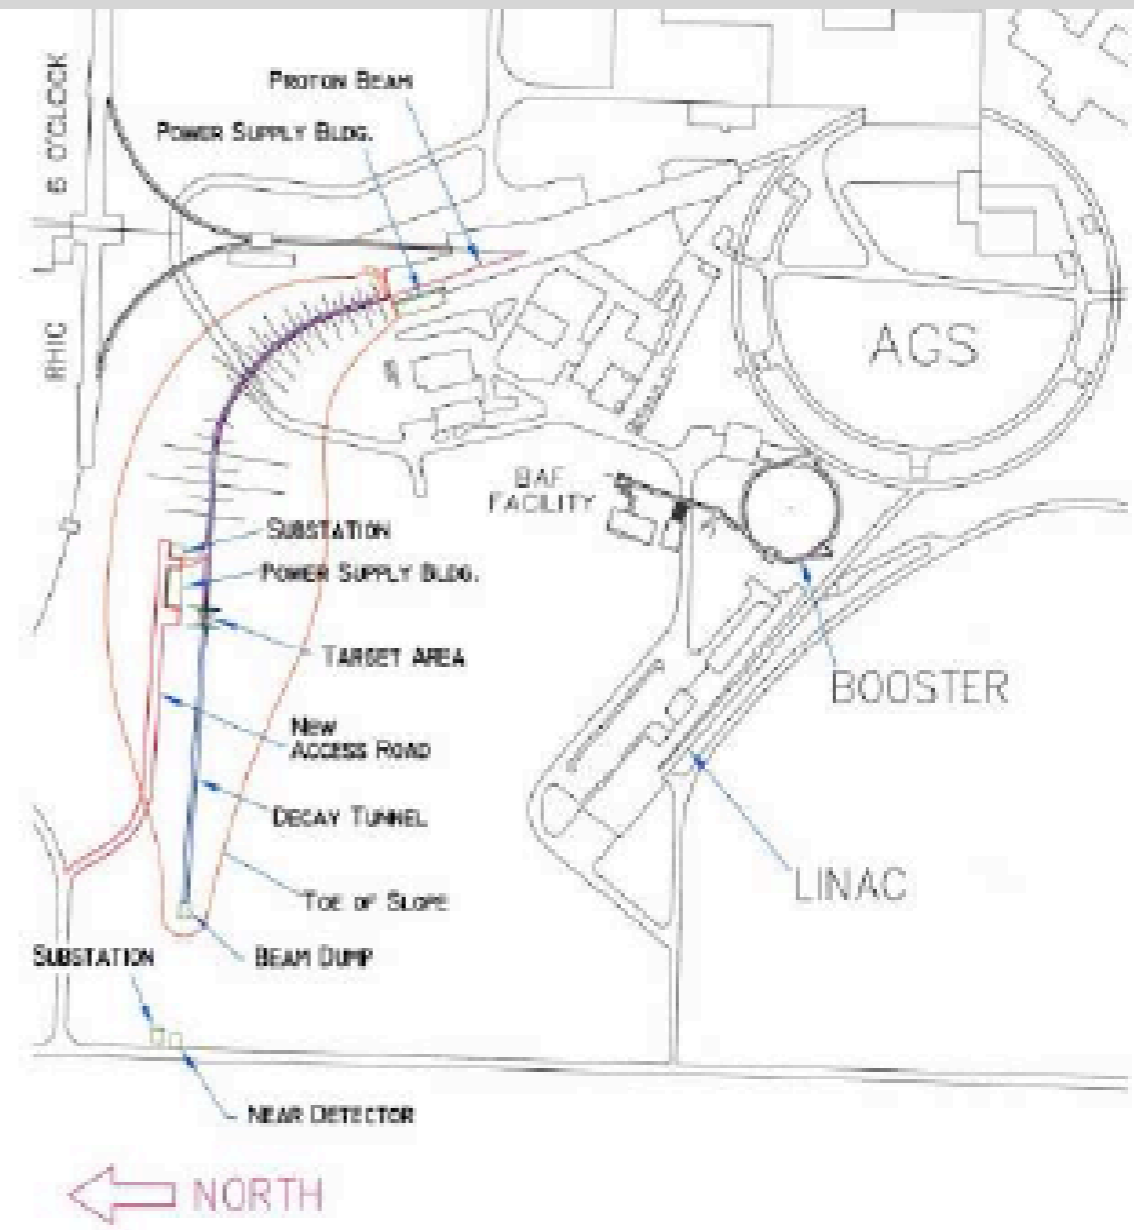 PROTON BEAM
POWER SUPPLY BLDG.
6 O'CLOCK
RHIC
AGS
BAF
FACILITY
SUBSTATION
POWER SUPPLY BLDG.
TARGET AREA
BOOSTER
NEW
ACCESS ROAD
DECAY TUNNEL
LINAC
TOE OF SLOPE
SUBSTATION
BEAM DUMP
NEAR DETECTOR
NORTH